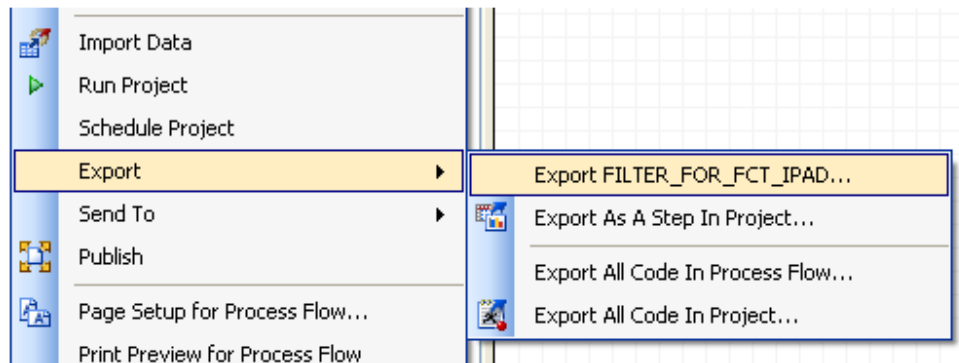 Import Data
Run Project
Schedule Project
Export
Export FILTER_FOR_FCT_IPAD...
Send To
Export As A Step In Project...
Publish
Export All Code In Process Flow...
Page Setup for Process Flow...
Export All Code In Project...
Print Preview for Process Flow